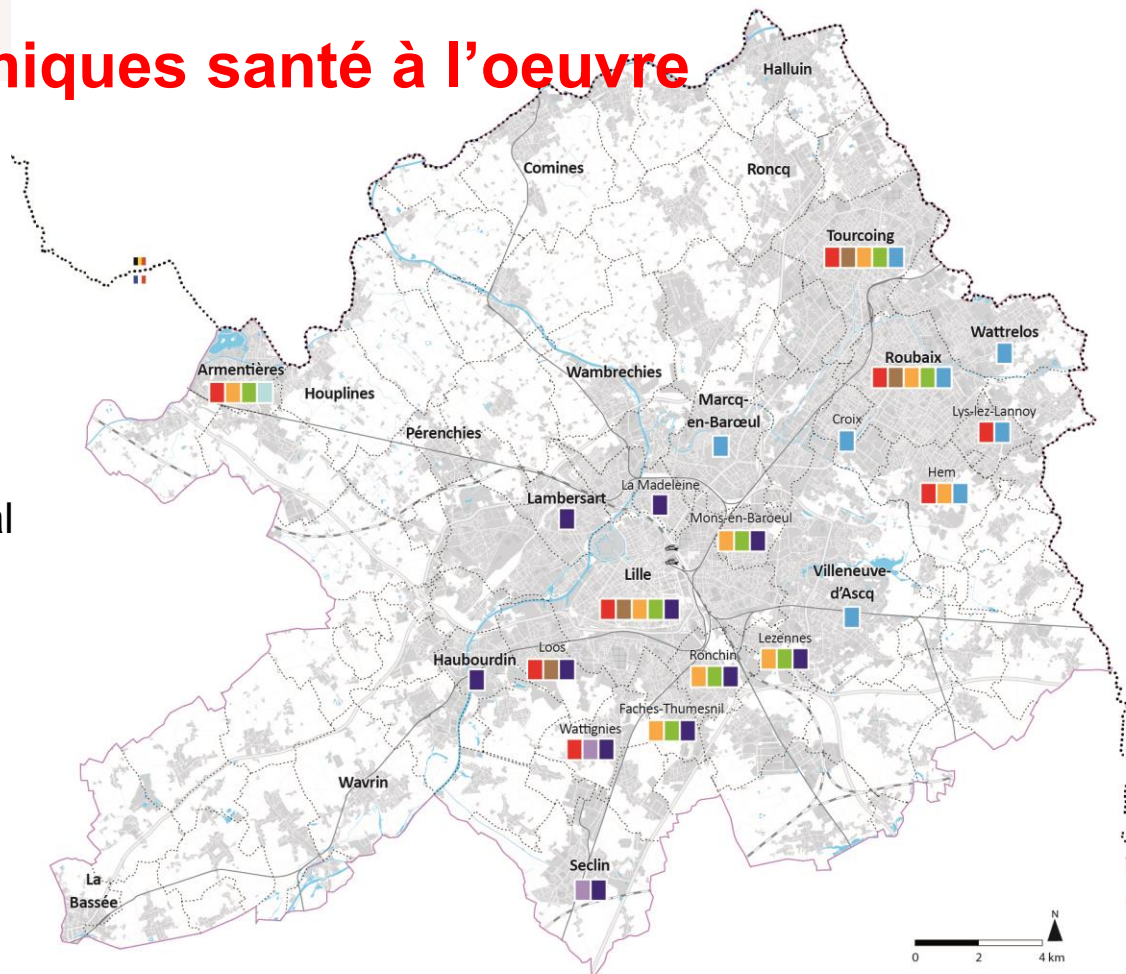 niques santé à l'oeuvre
Halluin
Comines
Roncq
Tourcoing
Wattrelos
Roubaix
Armentières
Houplines
Wambrechies
Marcq-
en-Barœul
Croix
Lys-lez-Lannoy
Pérenchies
Hem
La Madeleine
Lambersart
al
Mons-en-Baroeul
Lille
Villeneuve-
d'Ascq
Lezennes
Loos
Ronchin
Haubourdin
Faches-Thumesnil
Wattignies
Wavrin
Seclin
La
Bassée
N
0 2 4 km